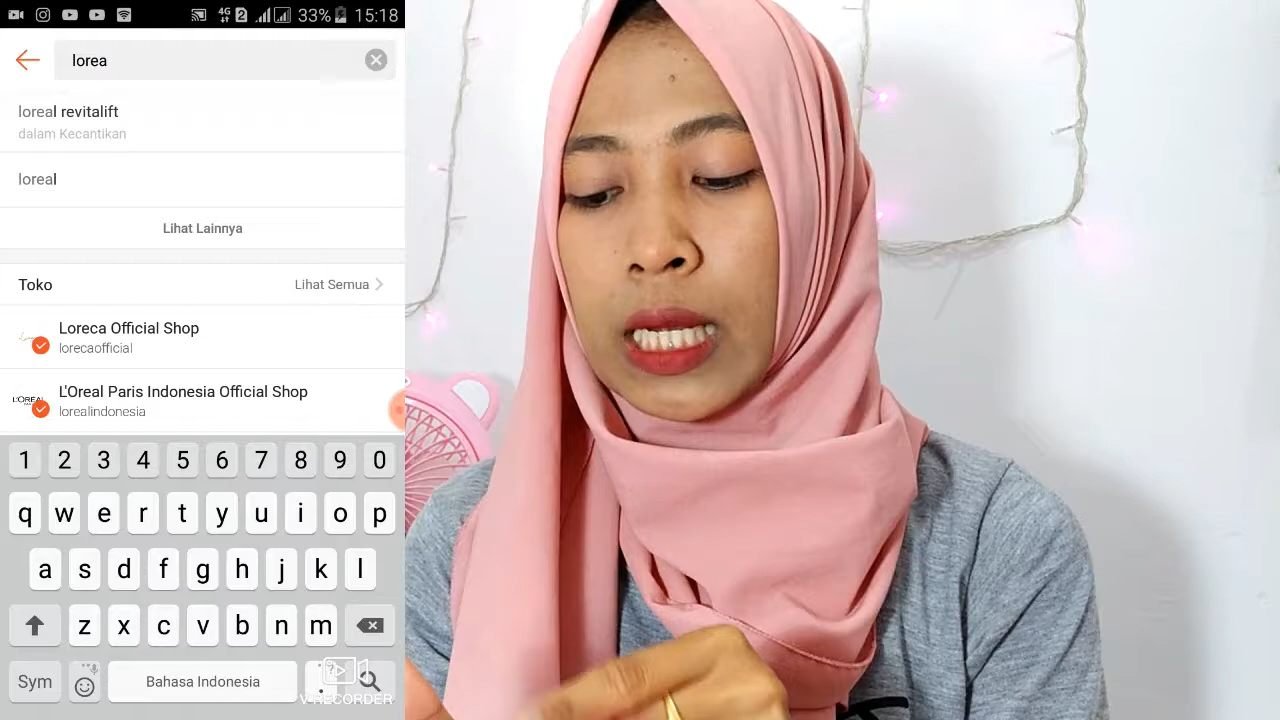 4G 2 33% 15:18
lorea
loreal revitalift
dalam Kecantikan
loreal
Lihat Lainnya
Toko Lihat Semua
Loreca Official Shop
lorecaofficial
L'OREAL
L'Oreal Paris Indonesia Official Shop
lorealindonesia
1 2 3 4 5 6 7 8 9 0
q w e r t y u i o p
a s d f g h j k l
z x c v b n m
Sym Bahasa Indonesia
V RECORDER